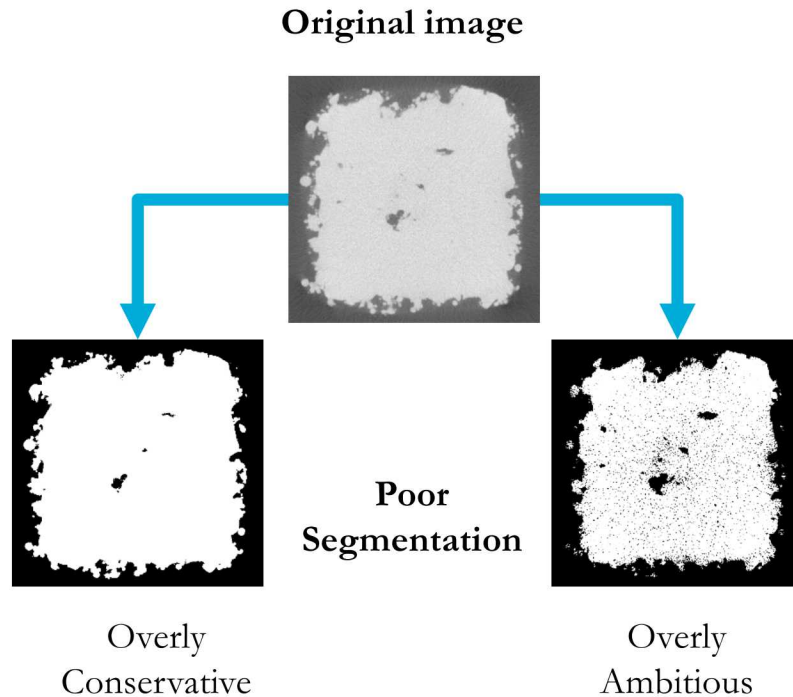 Original image
Poor
Segmentation
Overly
Conservative
Overly
Ambitious